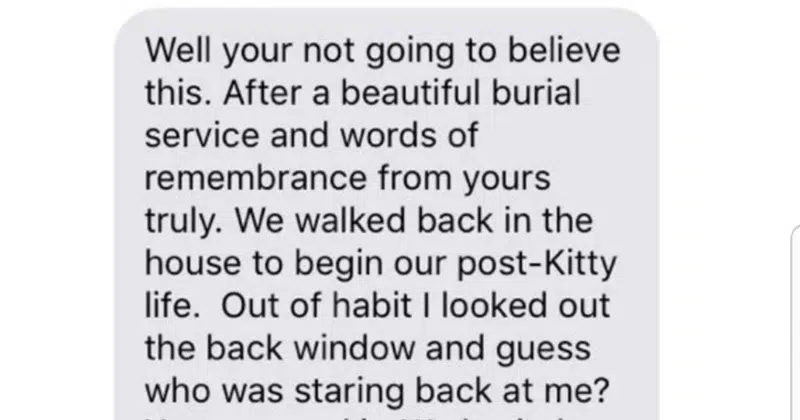 Well your not going to believe
this. After a beautiful burial
service and words of
remembrance from yours
truly. We walked back in the
house to begin our post-Kitty
life.  Out of habit I looked out
the back window and guess
who was staring back at me?